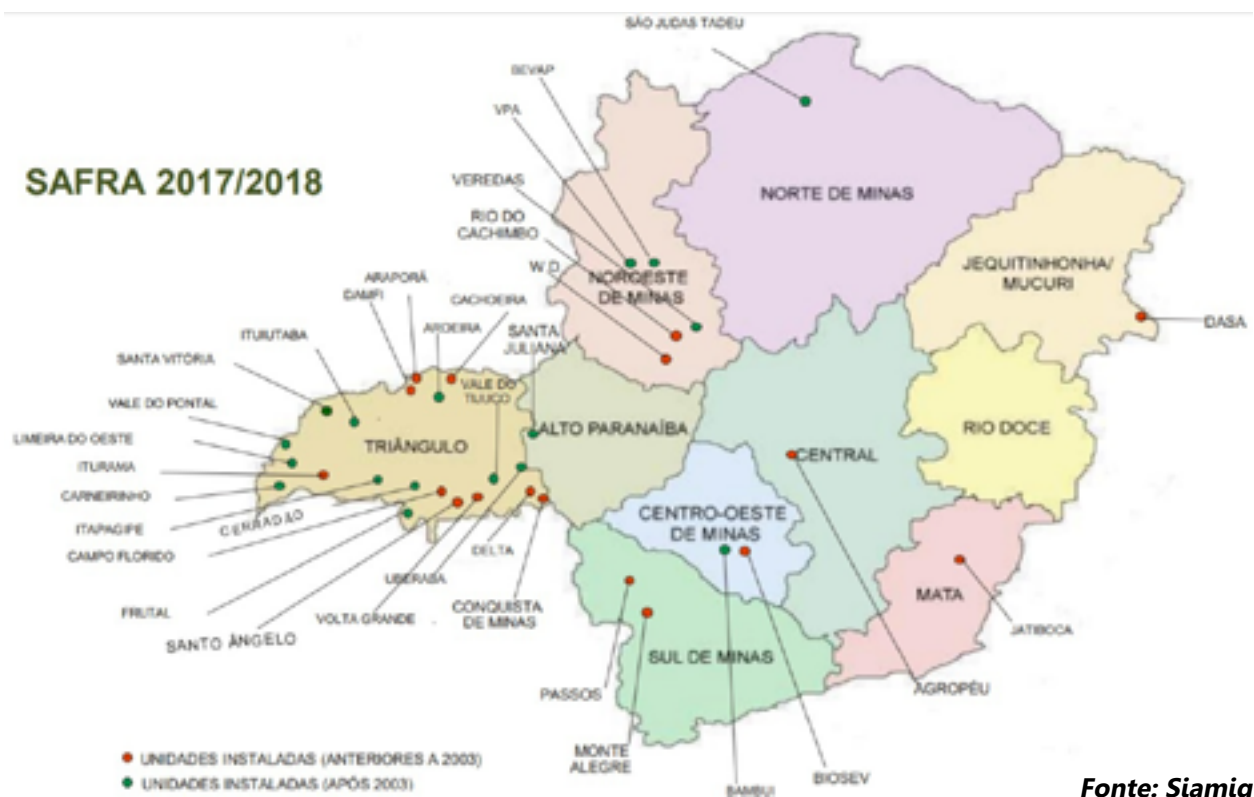 SÃO JUDAS TADEU
BEVAP
VPA
SAFRA 2017/2018
VEREDAS
NORTE DE MINAS
RIO DO
CACHIMBO
W.D
JEQUITINHONHA/
MUCURI
NOROESTE
DE MINAS
ARAPORÃ
DAMFI
CACHOEIRA
DASA
ITUIUTABA
AROEIRA
SANTA
JULIANA
SANTA VITÓRIA
VALE DO
TIJUCO
VALE DO PONTAL
ALTO PARANAÍBA
RIO DOCE
LIMEIRA DO OESTE
TRIÂNGULO
CENTRAL
ITURAMA
CARNEIRINHO
CENTRO-OESTE
DE MINAS
ITAPAGIPE
CERRADÃO
CAMPO FLORIDO
DELTA
UBERABA
MATA
FRUTAL
VOLTA GRANDE
CONQUISTA
DE MINAS
JATIBOCA
SANTO ÂNGELO
SUL DE MINAS
PASSOS
AGROPÉU
MONTE
ALEGRE
UNIDADES INSTALADAS (ANTERIORES A 2003)
UNIDADES INSTALADAS (APÓS 2003)
BIOSEV
BAMBUI
Fonte: Siamig